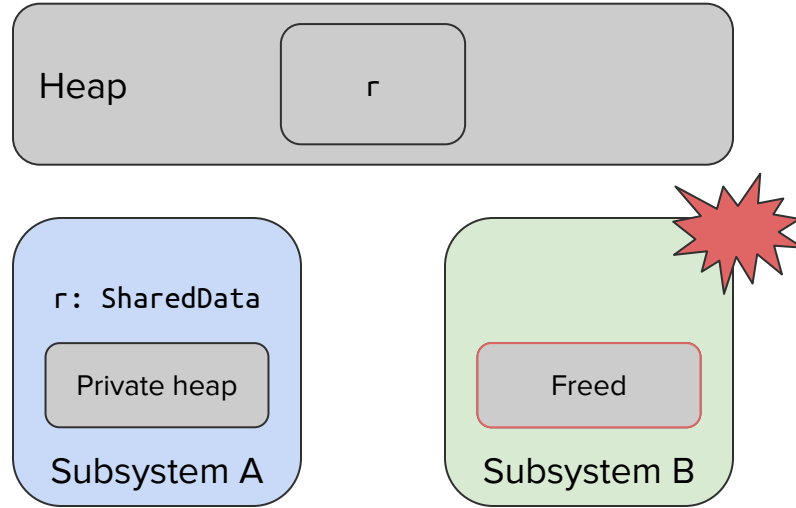 Heap
r
r: SharedData
Private heap
Subsystem A
Freed
Subsystem B